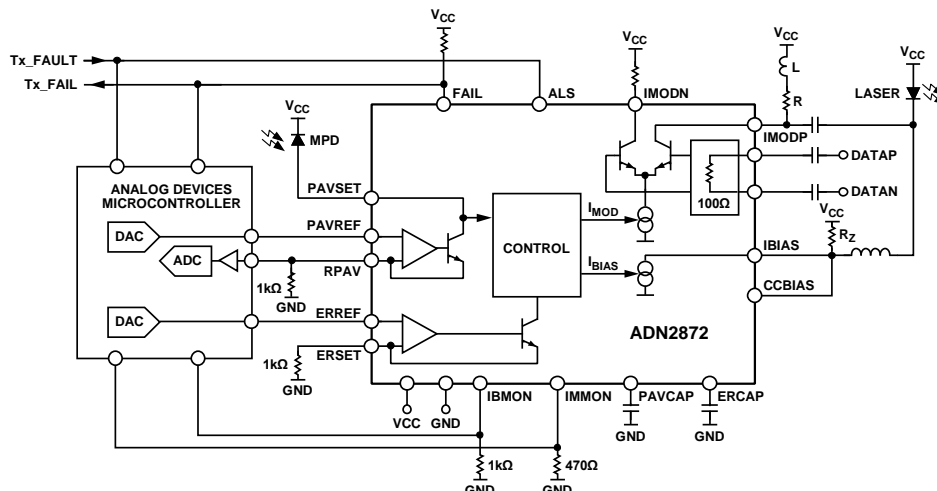 VCC
VCC
VCC
VCC
Tx_FAULT
Tx_FAIL
L
R
LASER
FAIL
ALS
IMODN
IMODP
VCC
MPD
DATAP
DATAN
100Ω
ANALOG DEVICES
MICROCONTROLLER
PAVSET
DAC
PAVREF
ADC
RPAV
1kΩ
GND
CONTROL
IMOD
IBIAS
VCC
RZ
IBIAS
CCBIAS
DAC
ERREF
ERSET
1kΩ
GND
ADN2872
VCC
GND
IBMON
IMMON
PAVCAP
ERCAP
GND
GND
1kΩ
470Ω
GND
GND